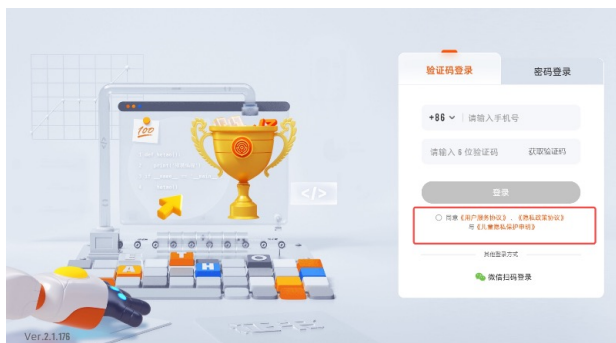 验证码登录
密码登录
+86 请输入手机号
请输入 6 位验证码 获取验证码
登录
同意《用户服务协议》、《隐私政策协议》
与《儿童隐私保护申明》
其他登录方式
微信扫码登录
100
</>
A T H O
Ver.2.1.176